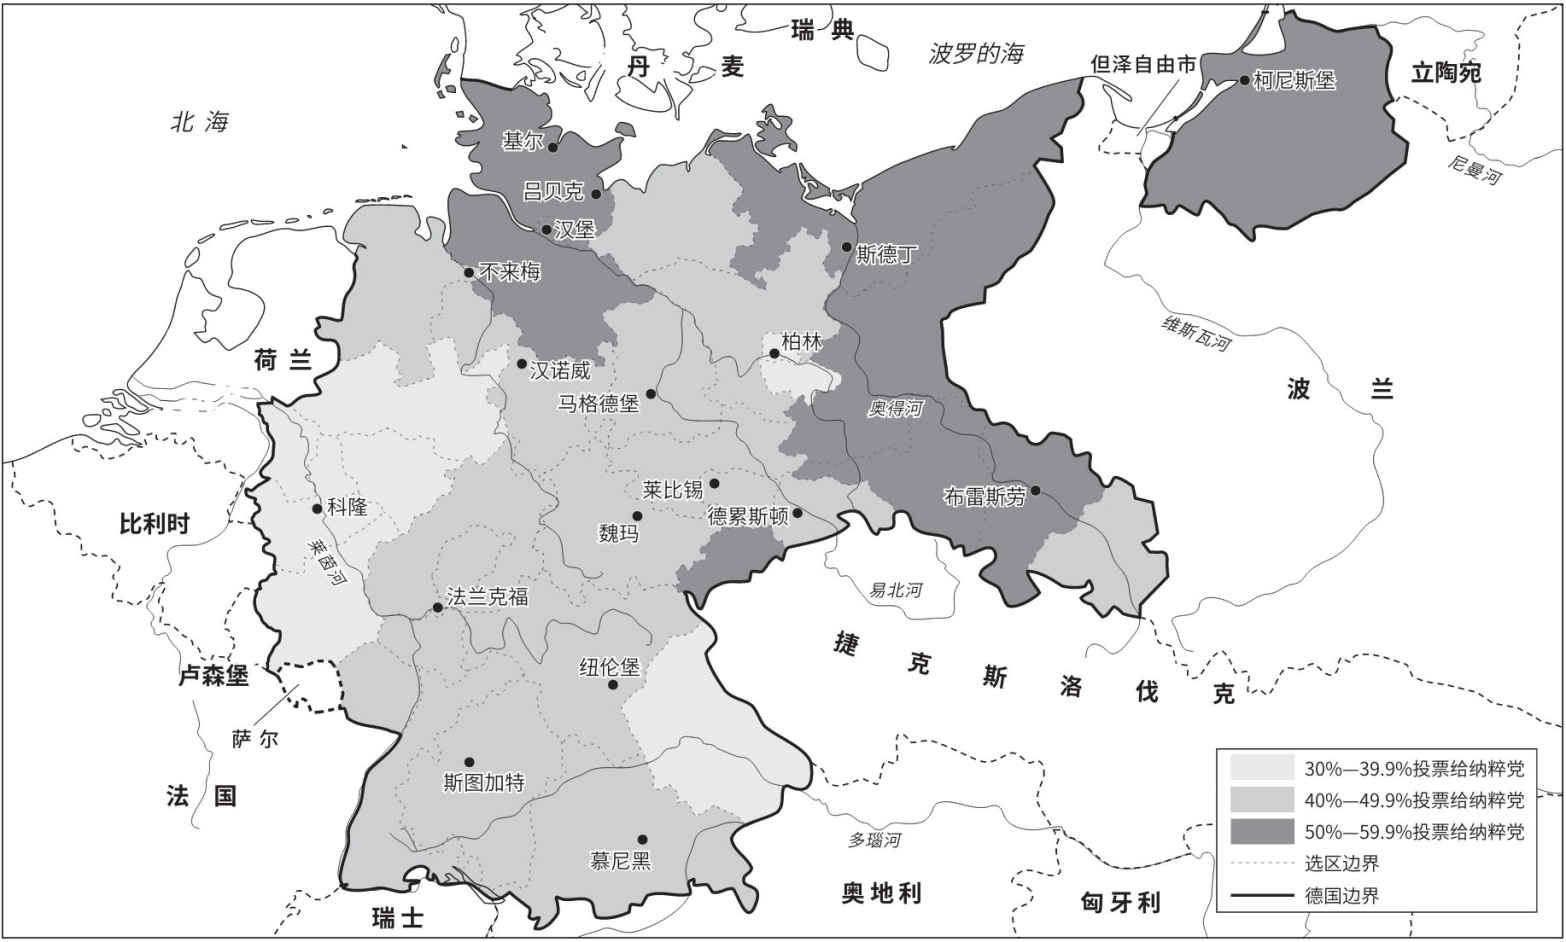 瑞典
丹麦
波罗的海
但泽自由市
柯尼斯堡
立陶宛
北海
基尔
尼曼河
吕贝克
汉堡
斯德丁
不来梅
维斯瓦河
柏林
荷兰
汉诺威
波兰
马格德堡
奥得河
莱比锡
布雷斯劳
科隆
德累斯顿
比利时
魏玛
莱茵河
法兰克福
易北河
捷克斯洛伐克
纽伦堡
卢森堡
萨尔
斯图加特
法国
30%—39.9%投票给纳粹党
40%—49.9%投票给纳粹党
50%—59.9%投票给纳粹党
选区边界
德国边界
多瑙河
慕尼黑
奥地利
匈牙利
瑞士